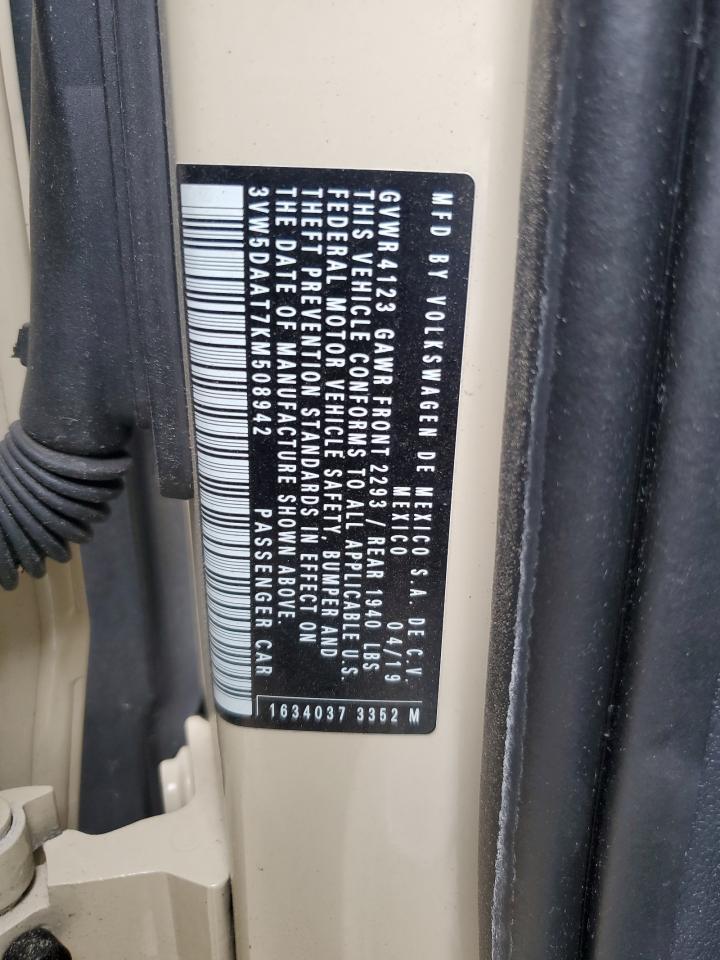 MFD BY VOLKSWAGEN DE MEXICO S.A. DE C.V.
MEXICO 04/19
GVWR 4123 GAWR FRONT 2293 / REAR 1940 LBS
THIS VEHICLE CONFORMS TO ALL APPLICABLE U.S.
FEDERAL MOTOR VEHICLE SAFETY, BUMPER AND
THEFT PREVENTION STANDARDS IN EFFECT ON
THE DATE OF MANUFACTURE SHOWN ABOVE.
3VW5DAAT7KM508942 PASSENGER CAR
1634037 3352 M